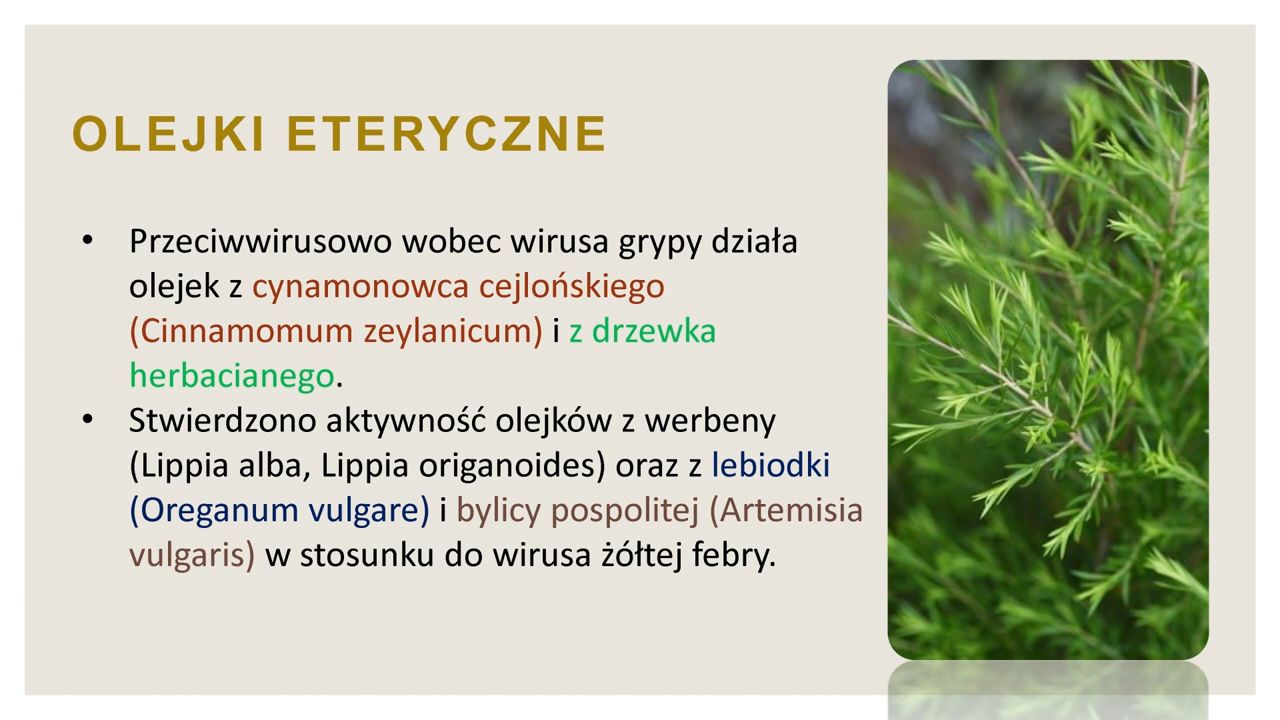 OLEJKI ETERYCZNE
• Przeciwwirusowo wobec wirusa grypy działa
olejek z cynamonowca cejlońskiego
(Cinnamomum zeylanicum) i z drzewka
herbacianego.
• Stwierdzono aktywność olejków z werbeny
(Lippia alba, Lippia origanoides) oraz z lebiodki
(Oreganum vulgare) i bylicy pospolitej (Artemisia
vulgaris) w stosunku do wirusa żółtej febry.